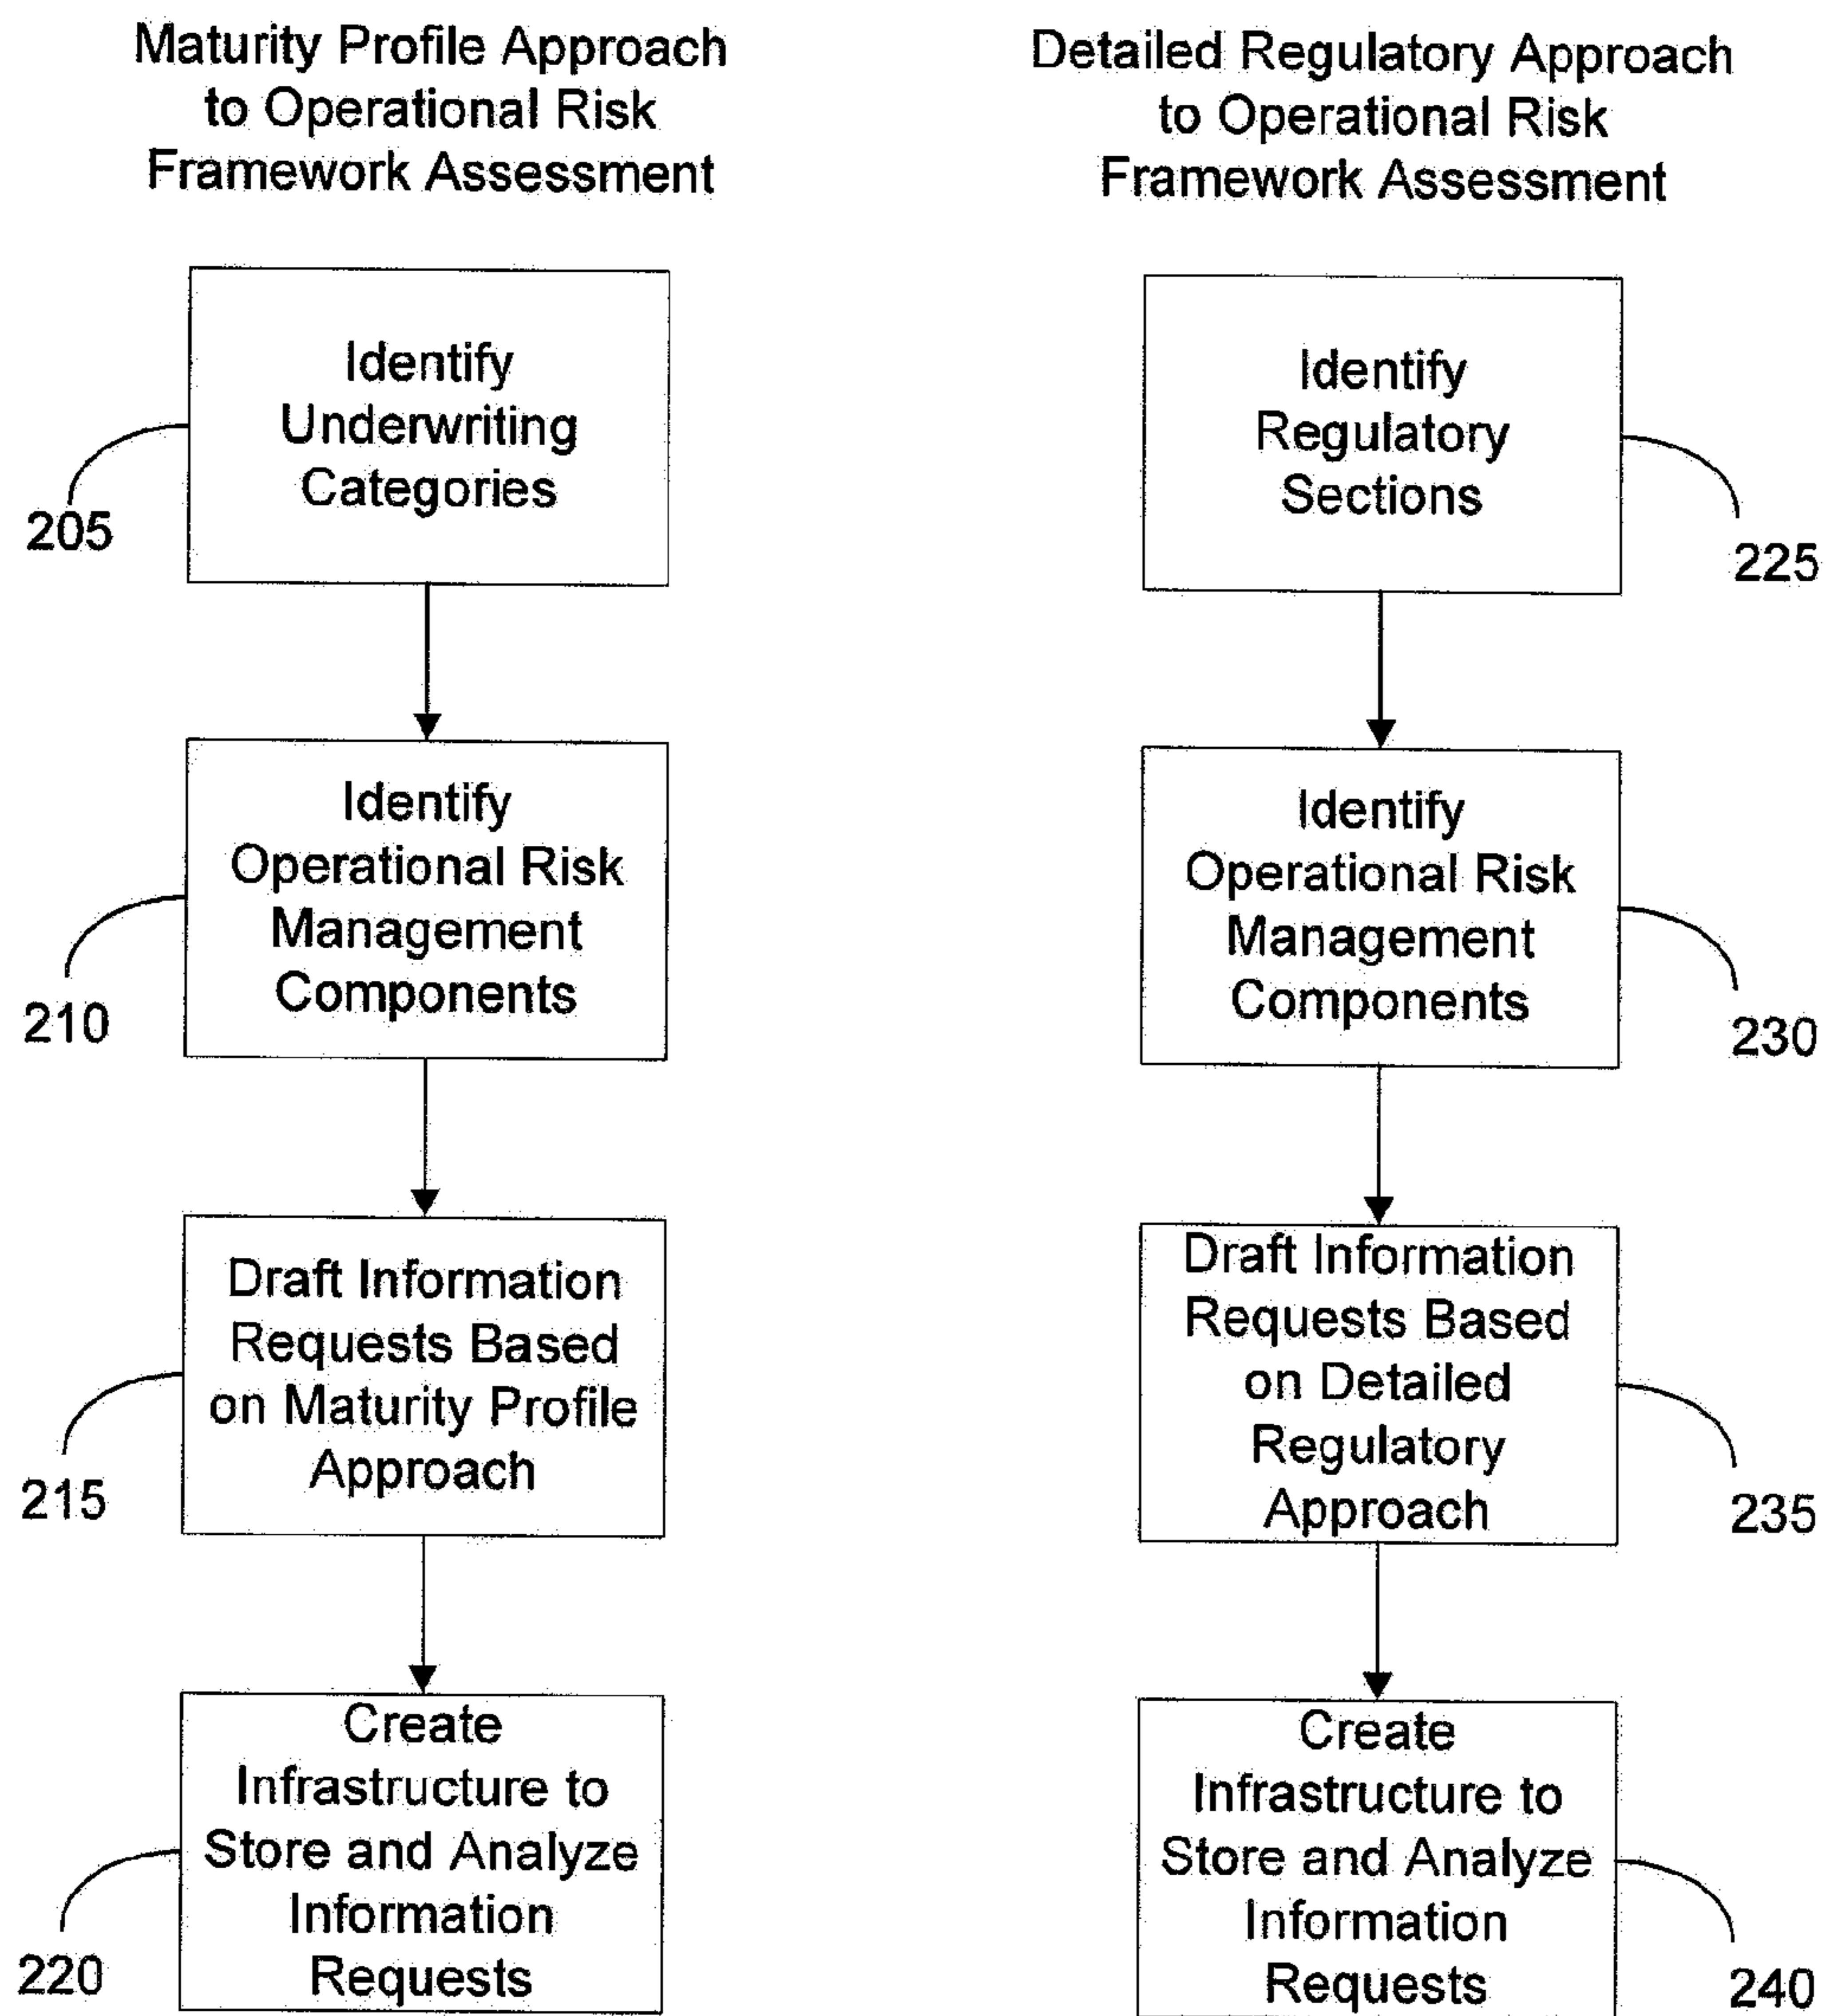 Maturity Profile Approach
to Operational Risk
Framework Assessment
Identify
Underwriting
Categories
205
Identify
Operational Risk
Management
Components
210
Draft Information
Requests Based
on Maturity Profile
Approach
215
Create
Infrastructure to
Store and Analyze
Information
Requests
220
Detailed Regulatory Approach
to Operational Risk
Framework Assessment
Identify
Regulatory
Sections
225
Identify
Operational Risk
Management
Components
230
Draft Information
Requests Based
on Detailed
Regulatory
Approach
235
Create
Infrastructure to
Store and Analyze
Information
Requests
240